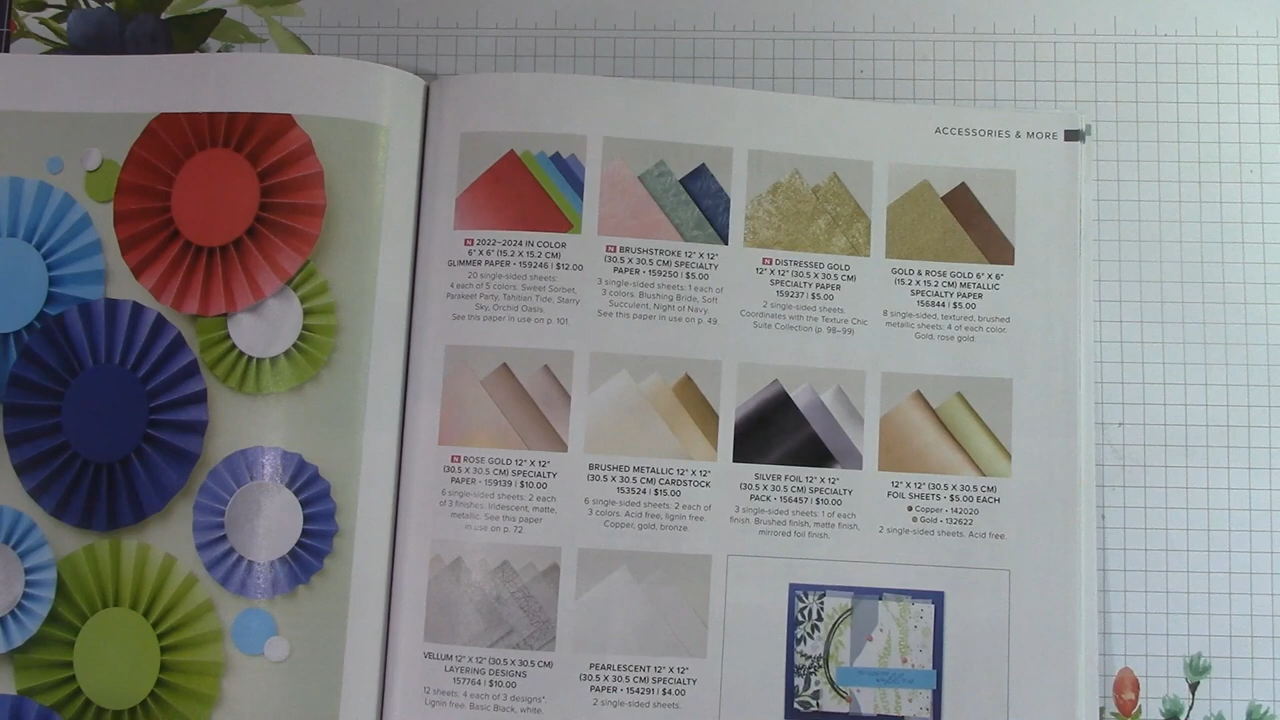 ACCESSORIES & MORE
N 2022–2024 IN COLOR
6" X 6" (15.2 X 15.2 CM)
GLIMMER PAPER • 159246 | $12.00
20 single-sided sheets:
4 each of 5 colors. Sweet Sorbet,
Parakeet Party, Tahitian Tide, Starry
Sky, Orchid Oasis.
See this paper in use on p. 101.
N BRUSHSTROKE 12" X 12"
(30.5 X 30.5 CM) SPECIALTY
PAPER • 159250 | $5.00
3 single-sided sheets: 1 each of
3 colors. Blushing Bride, Soft
Succulent, Night of Navy.
See this paper in use on p. 49.
N DISTRESSED GOLD
12" X 12" (30.5 X 30.5 CM)
SPECIALTY PAPER
159237 | $5.00
2 single-sided sheets.
Coordinates with the Texture Chic
Suite Collection (p. 98–99)
GOLD & ROSE GOLD 6" X 6"
(15.2 X 15.2 CM) METALLIC
SPECIALTY PAPER
156844 | $5.00
8 single-sided, textured, brushed
metallic sheets: 4 of each color.
Gold, rose gold.
N ROSE GOLD 12" X 12"
(30.5 X 30.5 CM) SPECIALTY
PAPER • 159139 | $10.00
6 single-sided sheets: 2 each
of 3 finishes. Iridescent, matte,
metallic. See this paper
in use on p. 72.
BRUSHED METALLIC 12" X 12"
(30.5 X 30.5 CM) CARDSTOCK
153524 | $15.00
6 single-sided sheets: 2 each of
3 colors. Acid free, lignin free.
Copper, gold, bronze.
SILVER FOIL 12" X 12"
(30.5 X 30.5 CM) SPECIALTY
PACK • 156457 | $10.00
3 single-sided sheets: 1 of each
finish. Brushed finish, matte finish,
mirrored foil finish.
12" X 12" (30.5 X 30.5 CM)
FOIL SHEETS • $5.00 EACH
Copper • 142020
Gold • 132622
2 single-sided sheets. Acid free.
VELLUM 12" X 12" (30.5 X 30.5 CM)
LAYERING DESIGNS
157764 | $10.00
12 sheets: 4 each of 3 designs*.
Lignin free. Basic Black, white.
PEARLESCENT 12" X 12"
(30.5 X 30.5 CM) SPECIALTY
PAPER • 154291 | $4.00
2 single-sided sheets.